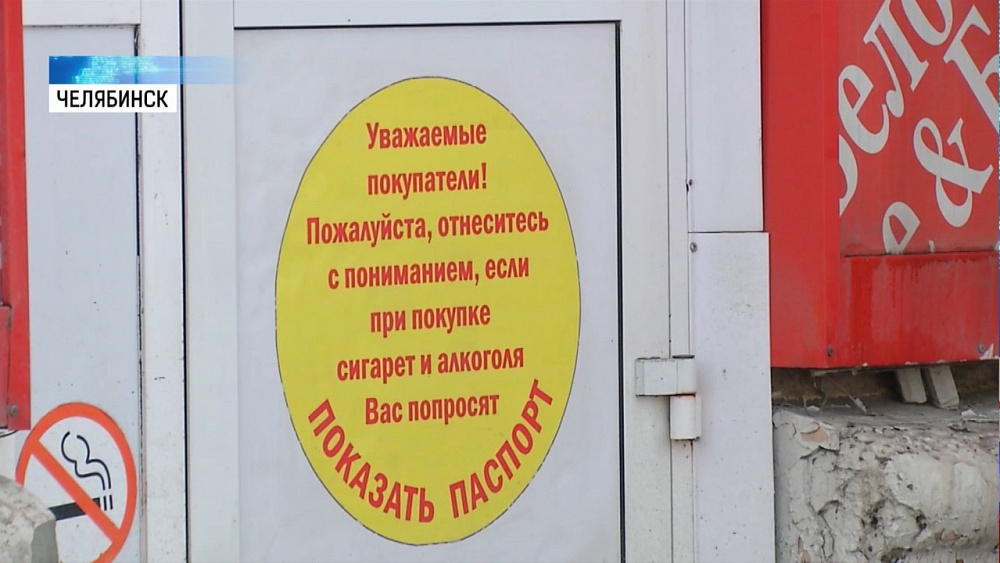 ЧЕЛЯБИНСК
Уважаемые
покупатели!
Пожалуйста, отнеситесь
с пониманием, если
при покупке
сигарет и алкоголя
Вас попросят
ПОКАЗАТЬ ПАСПОРТ
&